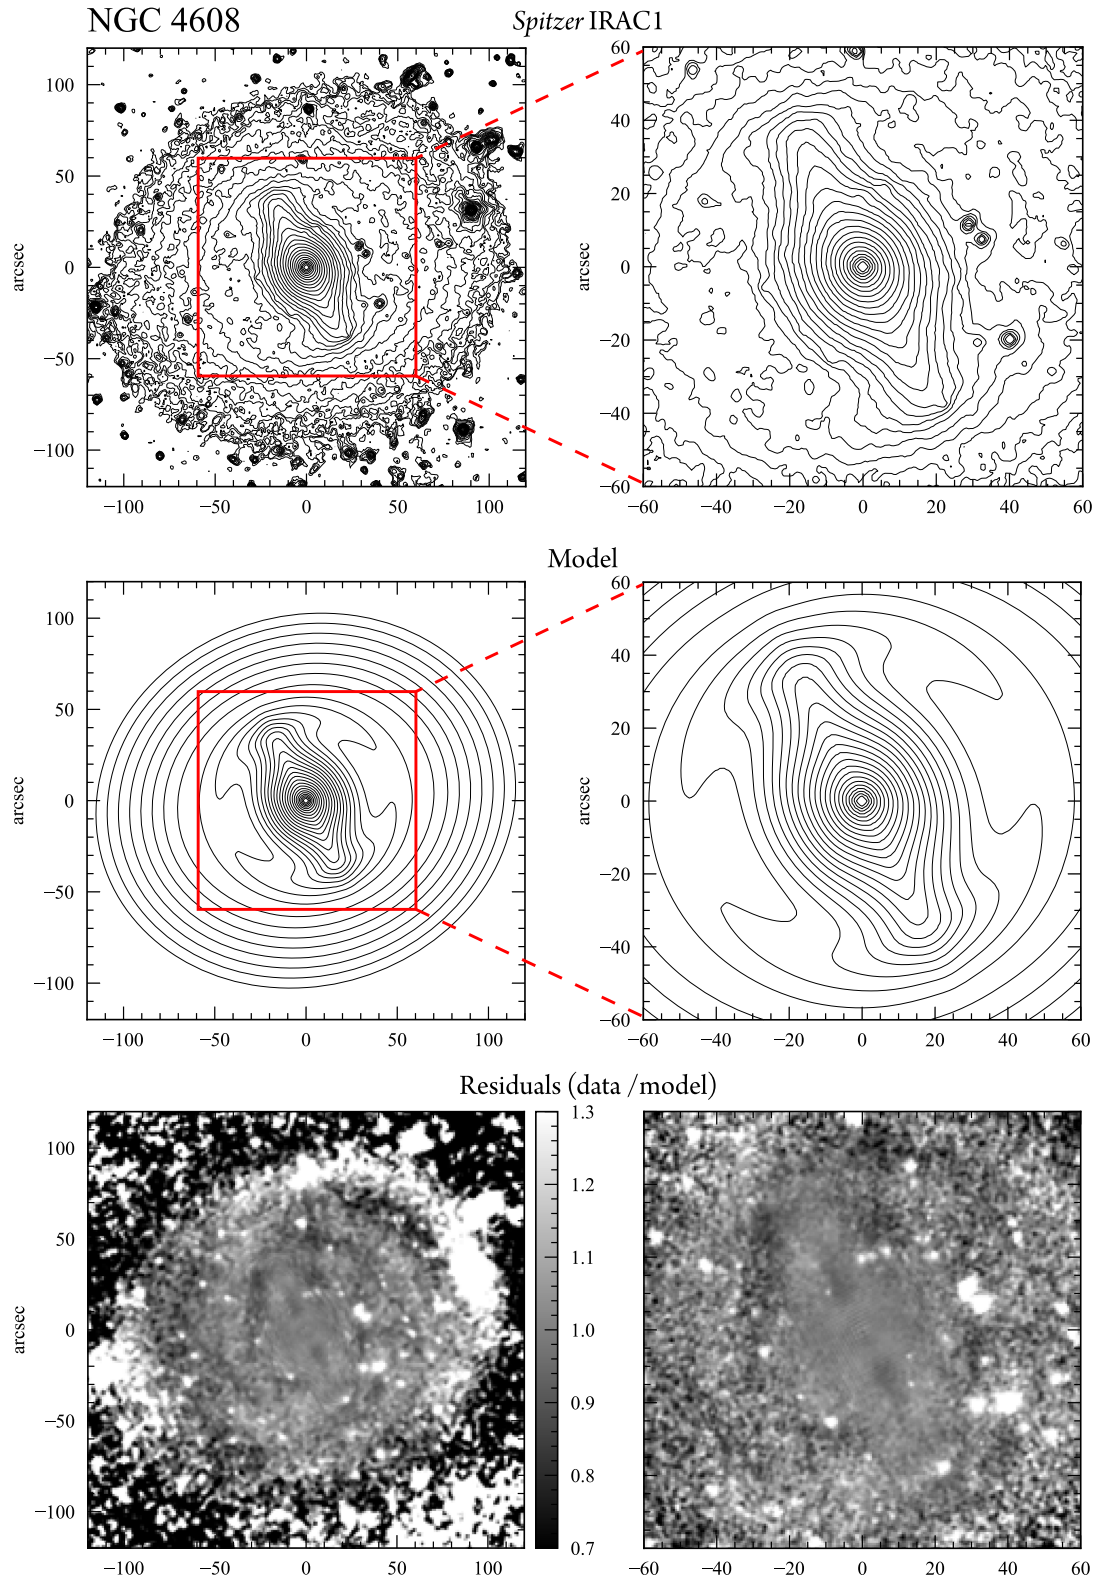 NGC 4608
Spitzer IRAC1
100
50
0
−50
−100
arcsec
−100 −50 0 50 100
60
40
20
0
−20
−40
−60
arcsec
−60 −40 −20 0 20 40 60
Model
100
50
0
−50
−100
arcsec
−100 −50 0 50 100
60
40
20
0
−20
−40
−60
arcsec
−60 −40 −20 0 20 40 60
Residuals (data /model)
100
50
0
−50
−100
arcsec
−100 −50 0 50 100
1.3
1.2
1.1
1.0
0.9
0.8
0.7
−60 −40 −20 0 20 40 60